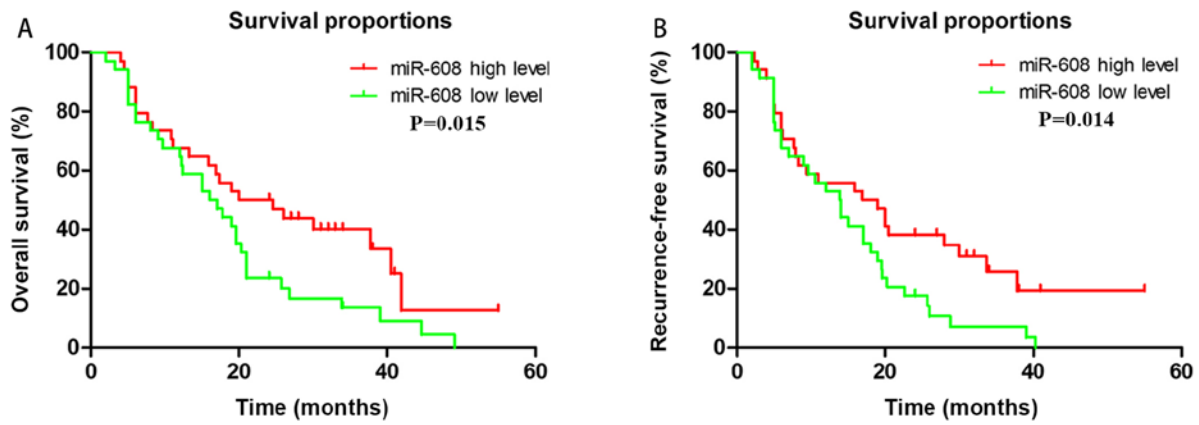 A
Survival proportions
miR-608 high level
miR-608 low level
P=0.015
Overall survival (%)
100
80
60
40
20
0
0 20 40 60
Time (months)
B
Survival proportions
miR-608 high level
miR-608 low level
P=0.014
Recurrence-free survival (%)
100
80
60
40
20
0
0 20 40 60
Time (months)